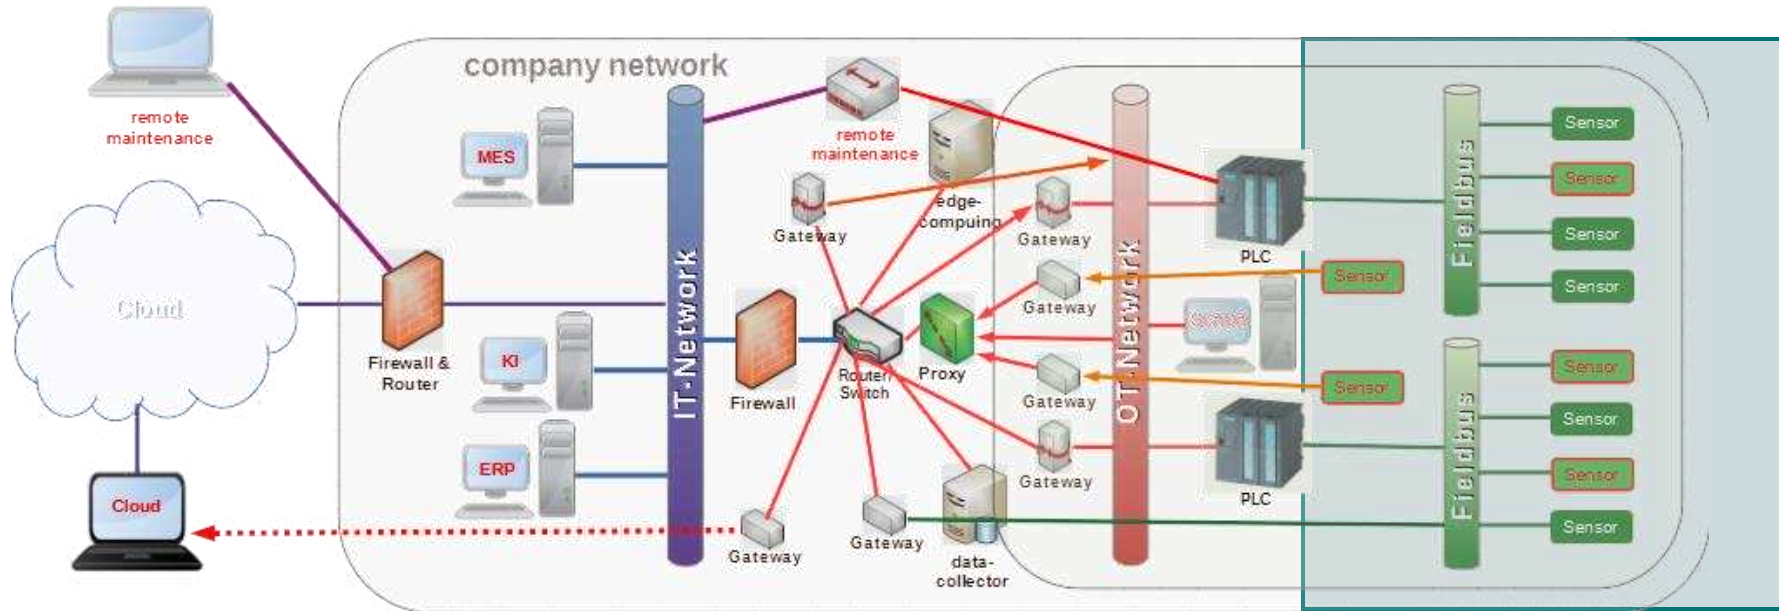 company network
remote
maintenance
MES
remote
maintenance
edge-
compuing
Gateway
Gateway
PLC
Sensor
Sensor
Sensor
Sensor
Fieldbus
Cloud
Firewall &
Router
IT-Network
KI
Firewall
Router/
Switch
Proxy
Gateway
Gateway
OT-Network
Sensor
Sensor
ERP
Cloud
Gateway
Gateway
data-
collector
Gateway
PLC
Fieldbus
Sensor
Sensor
Sensor
Sensor